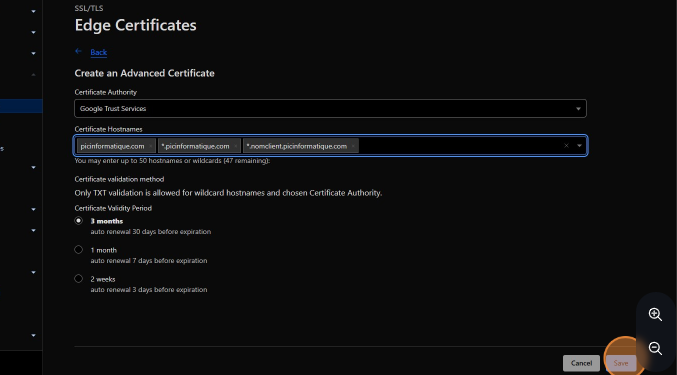 SSL/TLS
Edge Certificates
← Back
Create an Advanced Certificate
Certificate Authority
Google Trust Services
Certificate Hostnames
picinformatique.com × *.picinformatique.com × *.nomclient.picinformatique.com ×
You may enter up to 50 hostnames or wildcards (47 remaining):
Certificate validation method
Only TXT validation is allowed for wildcard hostnames and chosen Certificate Authority.
Certificate Validity Period
3 months
auto renewal 30 days before expiration
1 month
auto renewal 7 days before expiration
2 weeks
auto renewal 3 days before expiration
Cancel Save